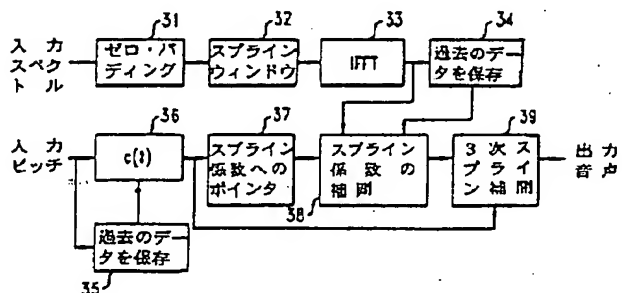 31
32
33
34
入力
スペク
トル
ゼロ・パ
ディング
スプライン
ウィンドウ
IFFT
過去のデー
タを保存
36
37
39
入力
ピッチ
c(t)
スプライン
係数への
ポインタ
スプライン
係数の
補間
3次ス
プライ
ン補間
出力
音声
38
過去のデー
タを保存
35